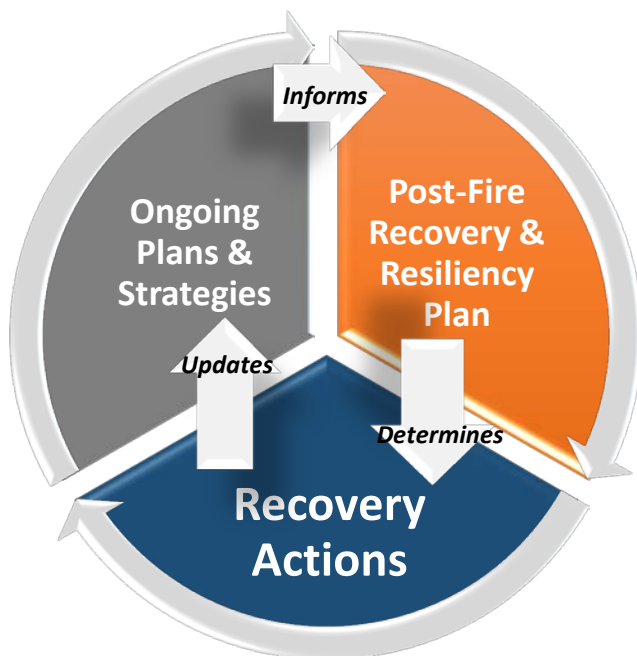 Informs
Ongoing
Plans &
Strategies
Post-Fire
Recovery &
Resiliency
Plan
Updates
Determines
Recovery
Actions